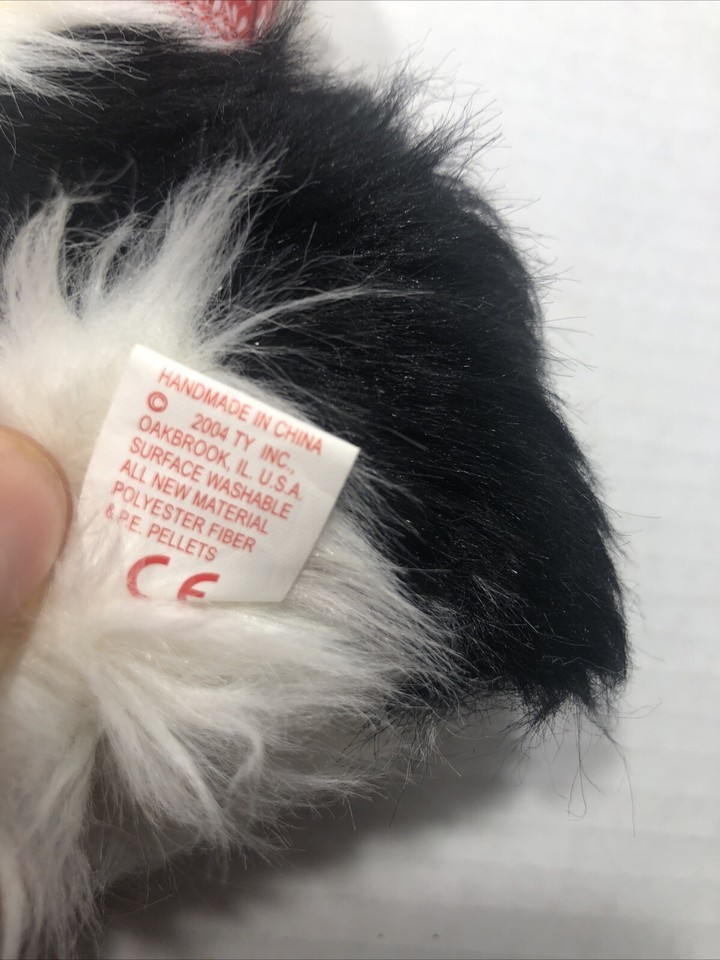 HANDMADE IN CHINA
© 2004 TY INC.,
OAKBROOK, IL. U.S.A.
SURFACE WASHABLE
ALL NEW MATERIAL
POLYESTER FIBER
& P.E. PELLETS
CE